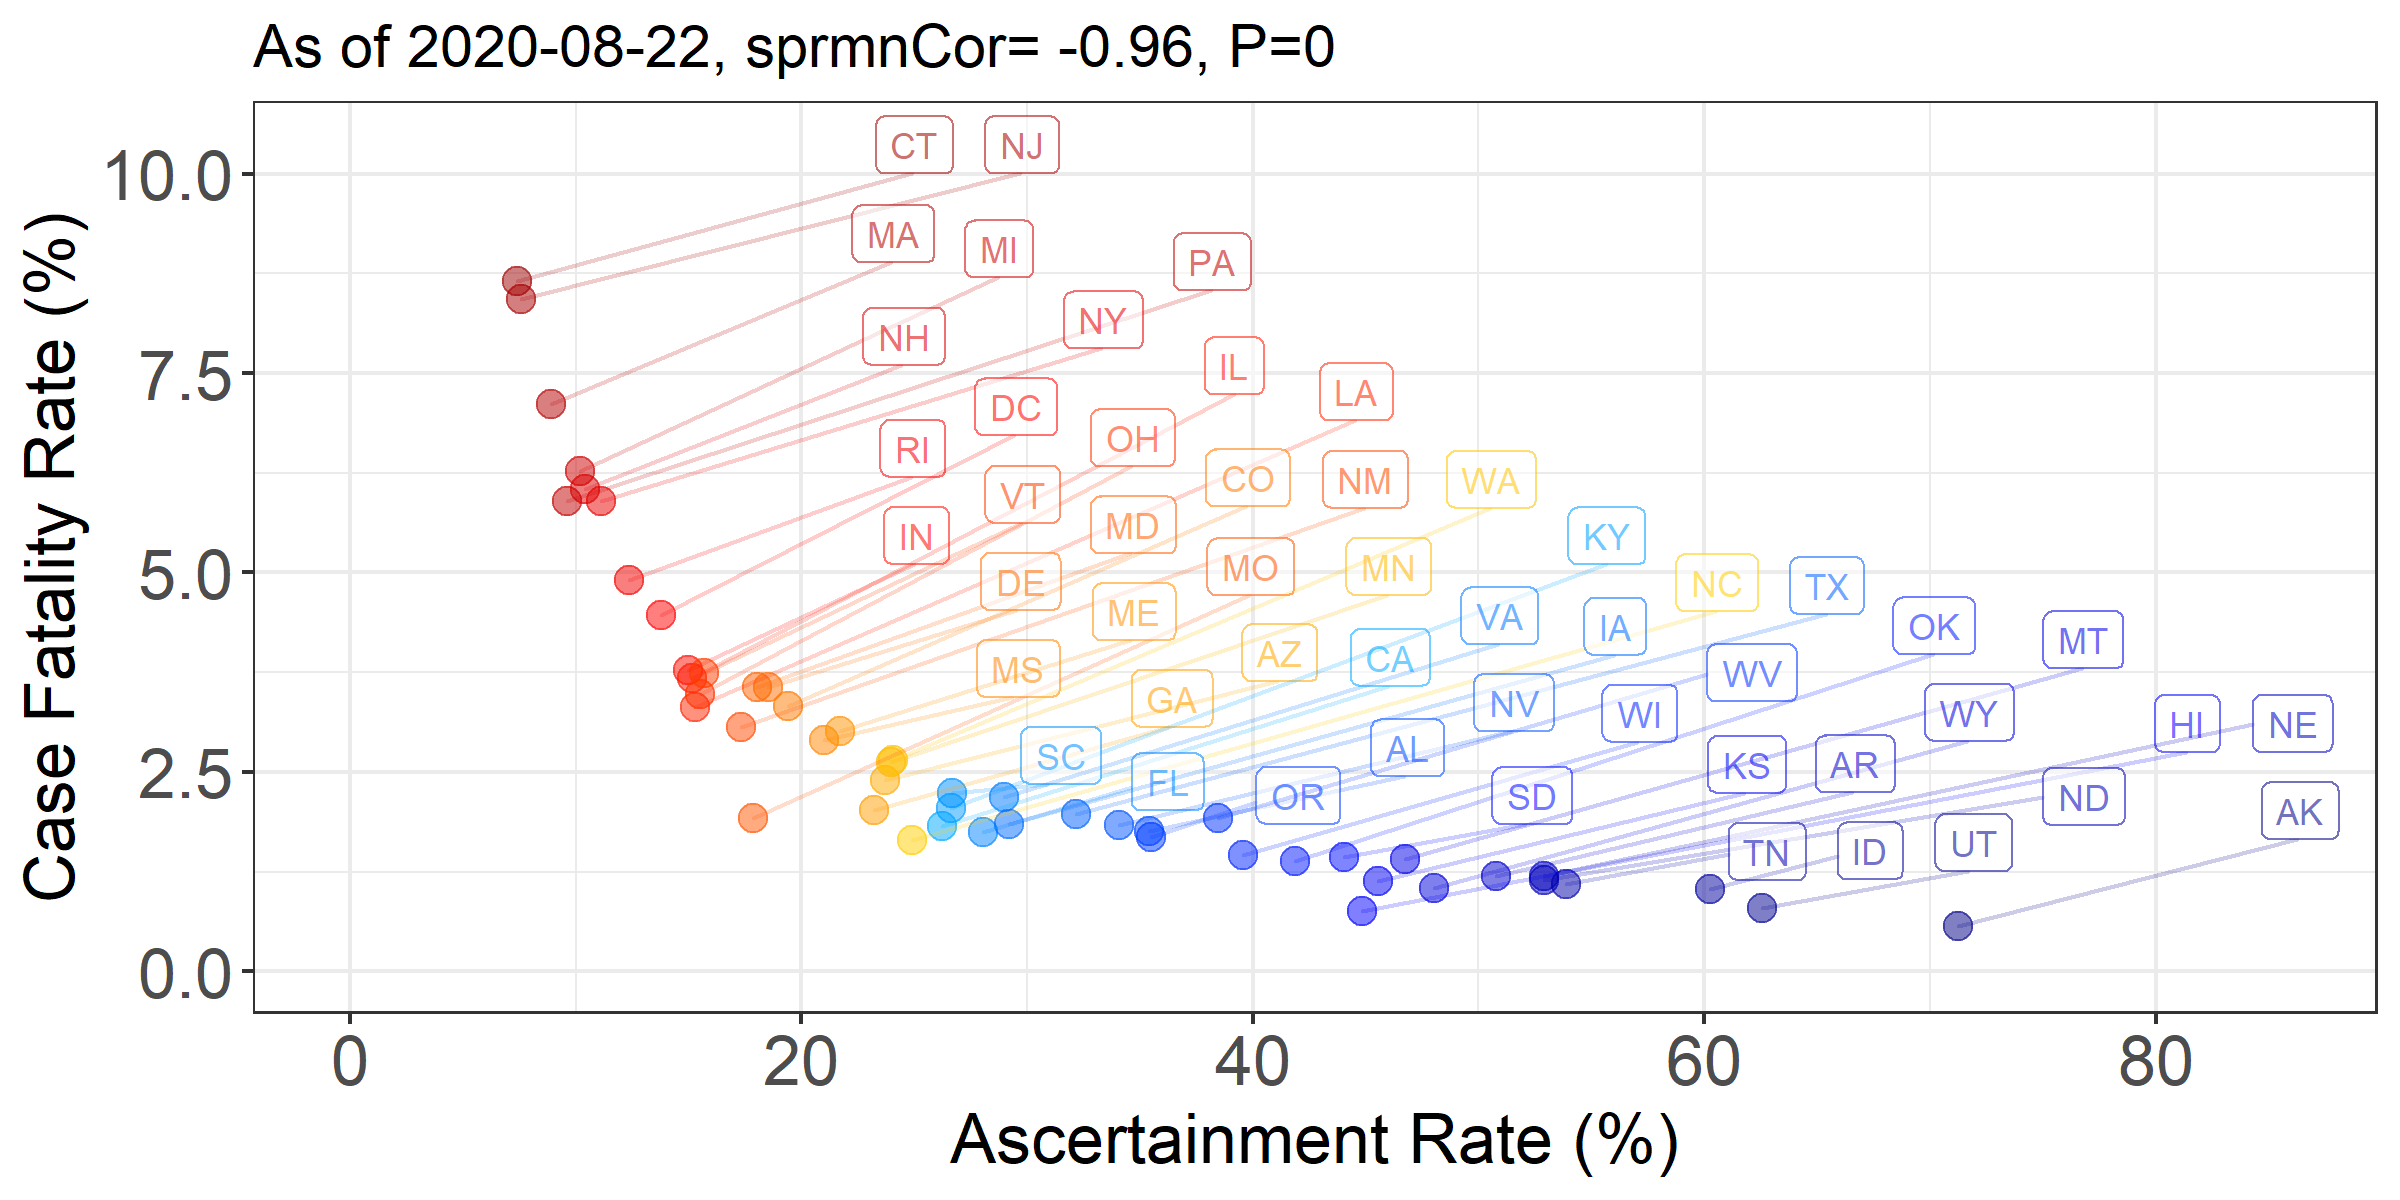 As of 2020-08-22, sprmnCor= -0.96, P=0
Case Fatality Rate (%)
10.0
7.5
5.0
2.5
0.0
CT
NJ
MA
MI
PA
NY
NH
IL
LA
DC
OH
RI
CO
NM
WA
VT
MD
IN
KY
MO
MN
DE
NC
TX
ME
VA
IA
OK
MT
AZ
CA
MS
WV
GA
NV
WI
WY
HI
NE
AL
SC
KS
AR
FL
OR
SD
ND
AK
TN
ID
UT
0
20
40
60
80
Ascertainment Rate (%)